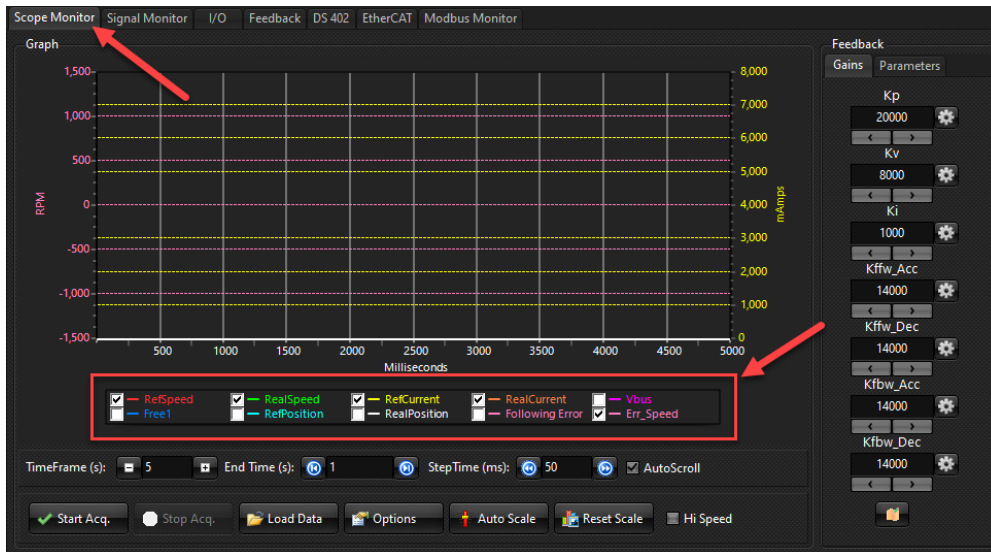 Scope Monitor Signal Monitor I/O Feedback DS 402 EtherCAT Modbus Monitor
Graph
1,500
1,000
500
0
-500
-1,000
-1,500
RPM
8,000
7,000
6,000
5,000
4,000
3,000
2,000
1,000
0
mAmps
500 1000 1500 2000 2500 3000 3500 4000 4500 5000
Milliseconds
RefSpeed RealSpeed RefCurrent RealCurrent Vbus
Free1 RefPosition RealPosition Following Error Err_Speed
TimeFrame (s): 5 End Time (s): 1 StepTime (ms): 50 AutoScroll
Start Acq. Stop Acq. Load Data Options Auto Scale Reset Scale Hi Speed
Feedback
Gains Parameters
Kp
20000
Kv
8000
Ki
1000
Kffw_Acc
14000
Kffw_Dec
14000
Kfbw_Acc
14000
Kfbw_Dec
14000